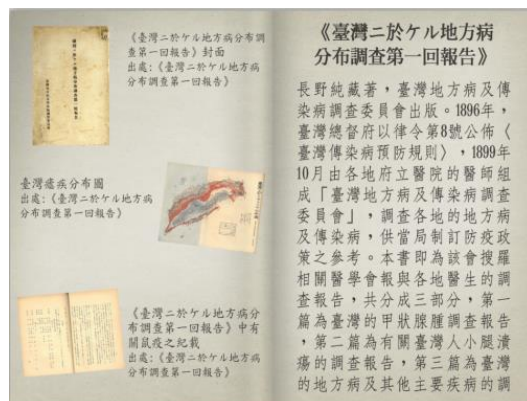 《臺灣ニ於ケル地方病分布調
查第一回報告》封面
出處:《臺灣ニ於ケル地方病
分布調查第一回報告》
臺灣瘧疾分布圖
出處:《臺灣ニ於ケル地方病
分布調查第一回報告》
《臺灣ニ於ケル地方病分
布調查第一回報告》中有
關鼠疫之紀載
出處:《臺灣ニ於ケル地方病
分布調查第一回報告》
《臺灣ニ於ケル地方病
分布調查第一回報告》
長野純藏著，臺灣地方病及傳
染病調查委員會出版。1896年，
臺灣總督府以律令第8號公佈《
臺灣傳染病預防規則》，1899年
10月由各地府立醫院的醫師組
成「臺灣地方病及傳染病調查
委員會」，調查各地的地方病
及傳染病，供當局制訂防疫政
策之參考。本書即為該會搜羅
相關醫學會報與各地醫生的調
查報告，共分成三部分，第一
篇為臺灣的甲狀腺腫調查報告
，第二篇為有關臺灣人小腿潰
瘍的調查報告，第三篇為臺灣
的地方病及其他主要疾病的調